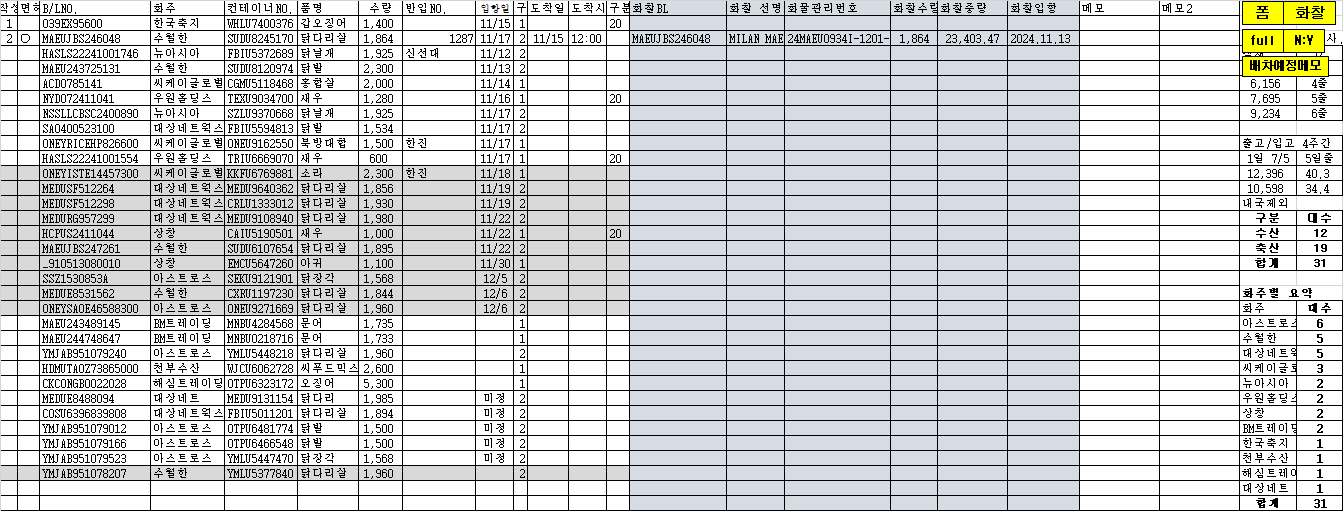 작성 면허 B/LNO. 화주 컨테이너NO. 품명 수량 반입NO. 입항일 구 도착일 도착시 구분 화찰BL 화찰 선명 화물관리번호 화찰수량 화찰중량 화찰입항 메모 메모2 폼 화찰
1 039EX95600 한국축지 WHLU7400376 갑오징어 1,400 11/15 1 20
2 ○ MAEUJBS246048 수월한 SUDU8245170 닭다리살 1,864 1287 11/17 2 11/15 12:00 MAEUJBS246048 MILAN MAE 24MAEU0934I-1201- 1,864 23,403.47 2024.11.13 full N:Y 사.
HASLS22241001746 뉴아시아 FBIU5372689 닭날개 1,925 신선대 11/17 2
MAEU243725131 수월한 SUDU8120974 닭발 2,300 11/13 2 배차예정메모
ACD0785141 씨케이글로벌 CGMU5118468 홍합살 2,000 11/14 1 6,156 4줄
NYD072411041 우원홀딩스 TEXU9034700 새우 1,280 11/16 1 20 7,695 5줄
NSSLLCBSC2400890 뉴아시아 SZLU9370668 닭날개 1,925 11/17 2 9,234 6줄
SA0400523100 대상네트웍스 FBIU5594813 닭발 1,534 11/17 2
ONEYRICEHP826600 씨케이글로벌 ONEU9162550 북방대합 1,500 한진 11/17 1 출고/입고 4주간
HASLS22241001554 우원홀딩스 TRIU6669070 새우 600 11/17 1 20 1일 7/5 5일줄
ONEYISTE14457300 씨케이글로벌 KKFU6769881 소라 2,300 한진 11/18 1 12,396 40.3
MEDUSF512264 대상네트웍스 MEDU9640362 닭다리살 1,856 11/19 2 10,598 34.4
MEDUSF512298 대상네트웍스 CRLU1333012 닭다리살 1,930 11/19 2 내국제외
MEDURG957299 대상네트웍스 MEDU9108940 닭다리살 1,980 11/22 2 구분 대수
HCPUS2411044 상창 CAIU5190501 새우 1,000 11/22 1 20 수산 12
MAEUJBS247261 수월한 SUDU6107654 닭다리살 1,895 11/22 2 축산 19
_910513080010 상창 EMCU5647260 아귀 1,100 11/30 1 합계 31
SSZ1530853A 아스트로스 SEKU9121901 닭장각 1,568 12/5 2
MEDUE8531562 수월한 CXRU1197230 닭다리살 1,844 12/6 2 화주별 요약
ONEYSAOE46588300 아스트로스 ONEU9271669 닭다리살 1,960 12/6 2 화주 대수
MAEU243489145 BM트레이딩 MNBU4284568 문어 1,735 1 아스트로스 6
MAEU244748647 BM트레이딩 MNBU0218716 문어 1,733 1 수월한 5
YMJAB951079240 아스트로스 YMLU5448218 닭다리살 1,960 2 대상네트웍 5
HDMUTAOZ73865000 천부수산 WJCU6062728 씨푸드믹스 2,600 1 씨케이글로 3
CKCONGB0022028 해심트레이딩 OTPU6323172 오징어 5,300 1 뉴아시아 2
MEDUE8488094 대상네트 MEDU9131154 닭다리 1,985 미정 2 우원홀딩스 2
COSU6396839808 대상네트웍스 FBIU5011201 닭다리살 1,894 미정 2 상창 2
YMJAB951079012 아스트로스 OTPU6481774 닭발 1,500 미정 2 BM트레이딩 2
YMJAB951079166 아스트로스 OTPU6466548 닭발 1,500 미정 2 한국축지 1
YMJAB951079523 아스트로스 YMLU5447470 닭장각 1,568 미정 2 천부수산 1
YMJAB951078207 수월한 YMLU5377840 닭다리살 1,960 2 해심트레이 1
대상네트 1
합계 31